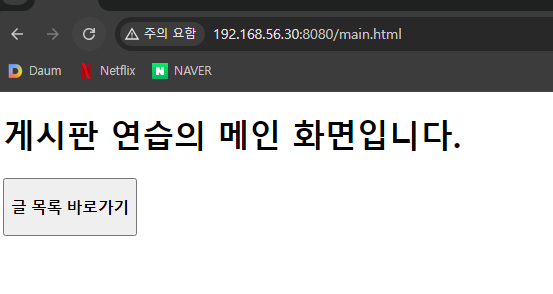 주의 요함 192.168.56.30:8080/main.html
Daum Netflix NAVER
게시판 연습의 메인 화면입니다.
글 목록 바로가기